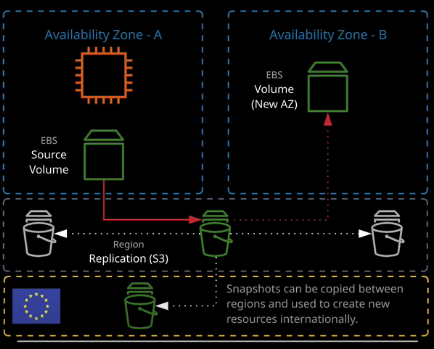 Availability Zone - A
Availability Zone - B
EBS
Source
Volume
EBS
Volume
(New AZ)
Region
Replication (S3)
Snapshots can be copied between
regions and used to create new
resources internationally.